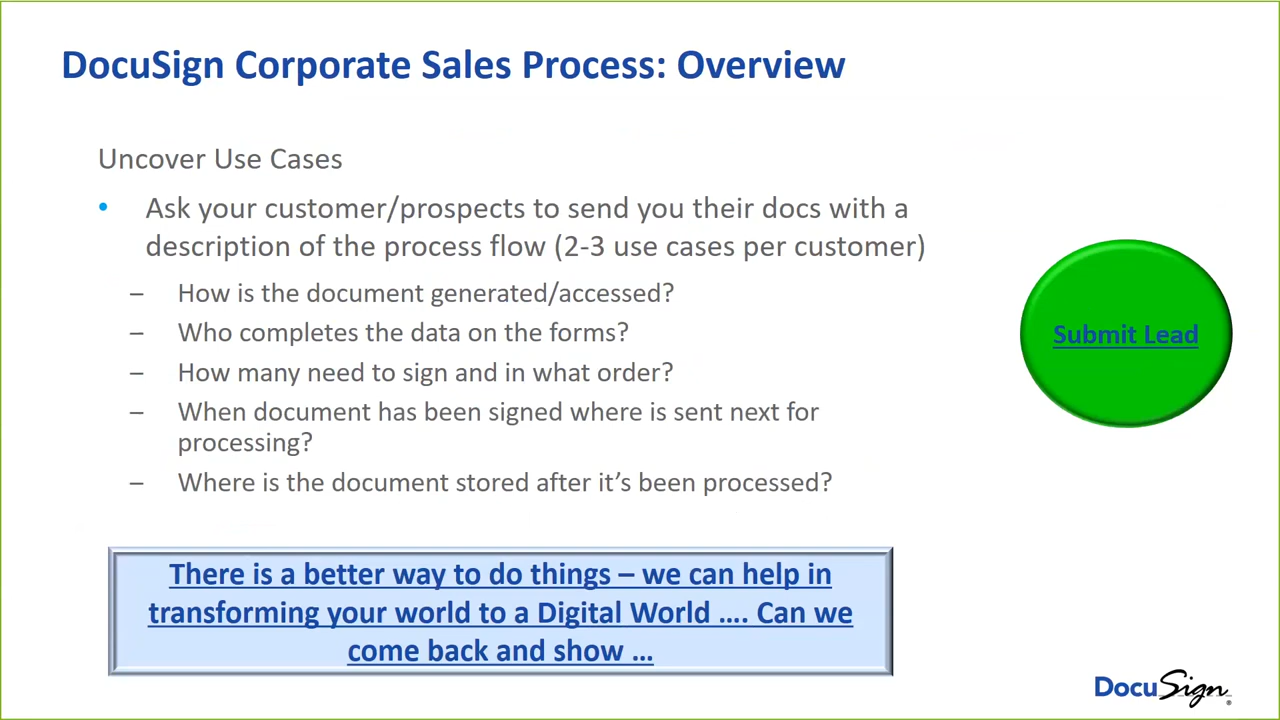 DocuSign Corporate Sales Process: Overview
Uncover Use Cases
• Ask your customer/prospects to send you their docs with a
description of the process flow (2-3 use cases per customer)
– How is the document generated/accessed?
– Who completes the data on the forms?
– How many need to sign and in what order?
– When document has been signed where is sent next for
processing?
– Where is the document stored after it’s been processed?
Submit Lead
There is a better way to do things – we can help in
transforming your world to a Digital World …. Can we
come back and show …
DocuSign®